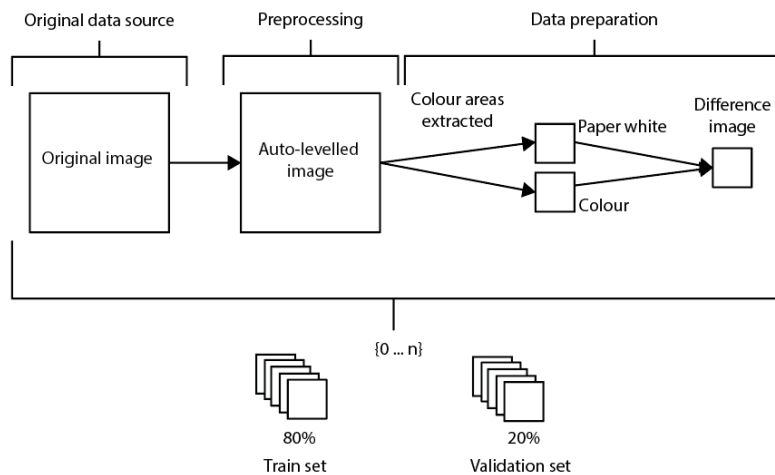 Original data source
Preprocessing
Data preparation
Original image
Auto-levelled
image
Colour areas
extracted
Paper white
Colour
Difference
image
{0 ... n}
80%
Train set
20%
Validation set